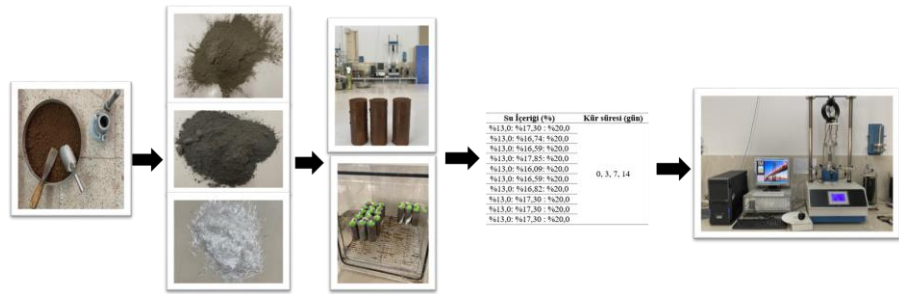 Su İçeriği (%) Kür süresi (gün)
%13,0: %17,30 : %20,0
%13,0: %16,74: %20,0
%13,0: %16,59: %20,0
%13,0: %17,85: %20,0
%13,0: %16,09: %20,0 0, 3, 7, 14
%13,0: %16,59: %20,0
%13,0: %16,82: %20,0
%13,0: %17,30 : %20,0
%13,0: %17,30 : %20,0
%13,0: %17,30 : %20,0